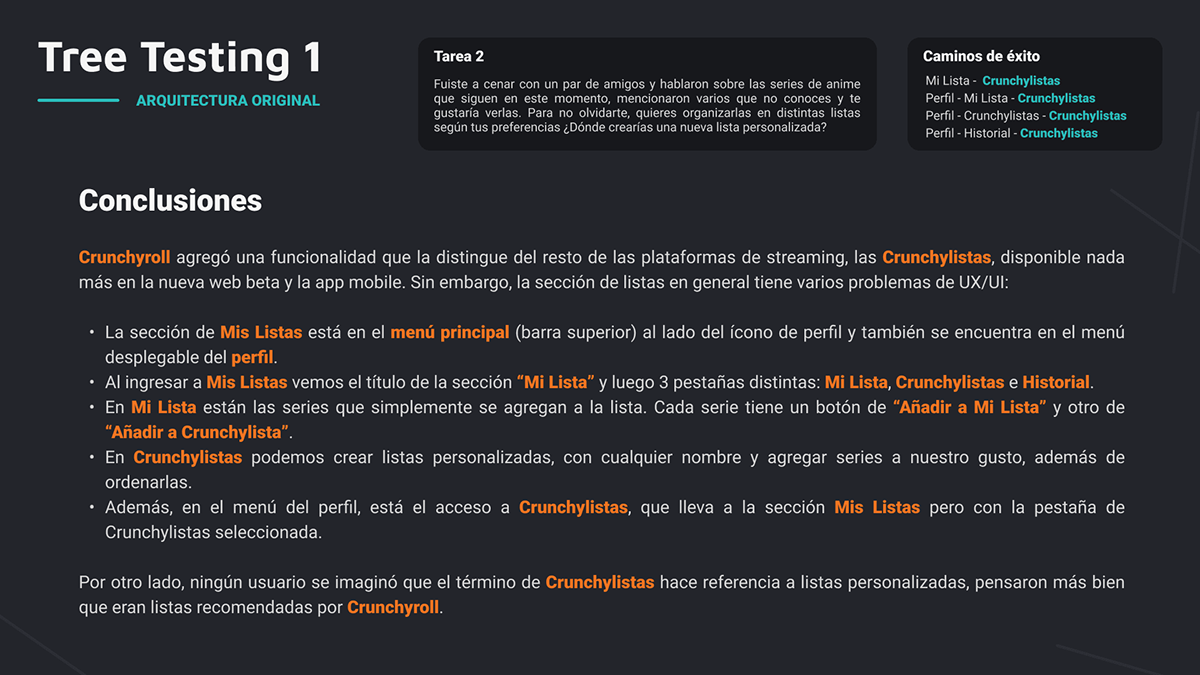 Tree Testing 1
ARQUITECTURA ORIGINAL
Tarea 2
Fuiste a cenar con un par de amigos y hablaron sobre las series de anime
que siguen en este momento, mencionaron varios que no conoces y te
gustaría verlas. Para no olvidarte, quieres organizarlas en distintas listas
según tus preferencias ¿Dónde crearías una nueva lista personalizada?
Caminos de éxito
Mi Lista - Crunchylistas
Perfil - Mi Lista - Crunchylistas
Perfil - Crunchylistas - Crunchylistas
Perfil - Historial - Crunchylistas
Conclusiones
Crunchyroll agregó una funcionalidad que la distingue del resto de las plataformas de streaming, las Crunchylistas, disponible nada
más en la nueva web beta y la app mobile. Sin embargo, la sección de listas en general tiene varios problemas de UX/UI:
• La sección de Mis Listas está en el menú principal (barra superior) al lado del ícono de perfil y también se encuentra en el menú
desplegable del perfil.
• Al ingresar a Mis Listas vemos el título de la sección “Mi Lista” y luego 3 pestañas distintas: Mi Lista, Crunchylistas e Historial.
• En Mi Lista están las series que simplemente se agregan a la lista. Cada serie tiene un botón de “Añadir a Mi Lista” y otro de
“Añadir a Crunchylista”.
• En Crunchylistas podemos crear listas personalizadas, con cualquier nombre y agregar series a nuestro gusto, además de
ordenarlas.
• Además, en el menú del perfil, está el acceso a Crunchylistas, que lleva a la sección Mis Listas pero con la pestaña de
Crunchylistas seleccionada.
Por otro lado, ningún usuario se imaginó que el término de Crunchylistas hace referencia a listas personalizadas, pensaron más bien
que eran listas recomendadas por Crunchyroll.